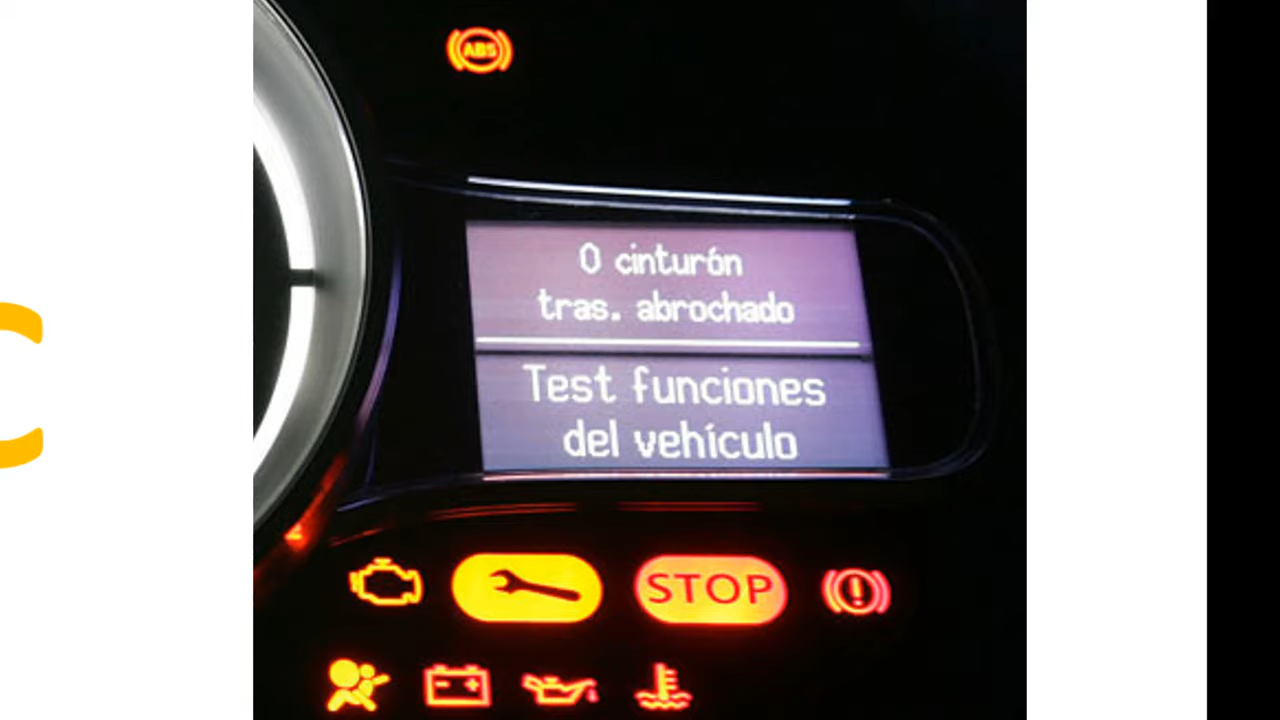 C
ABS
0 cinturón
tras. abrochado
Test funciones
del vehículo
STOP